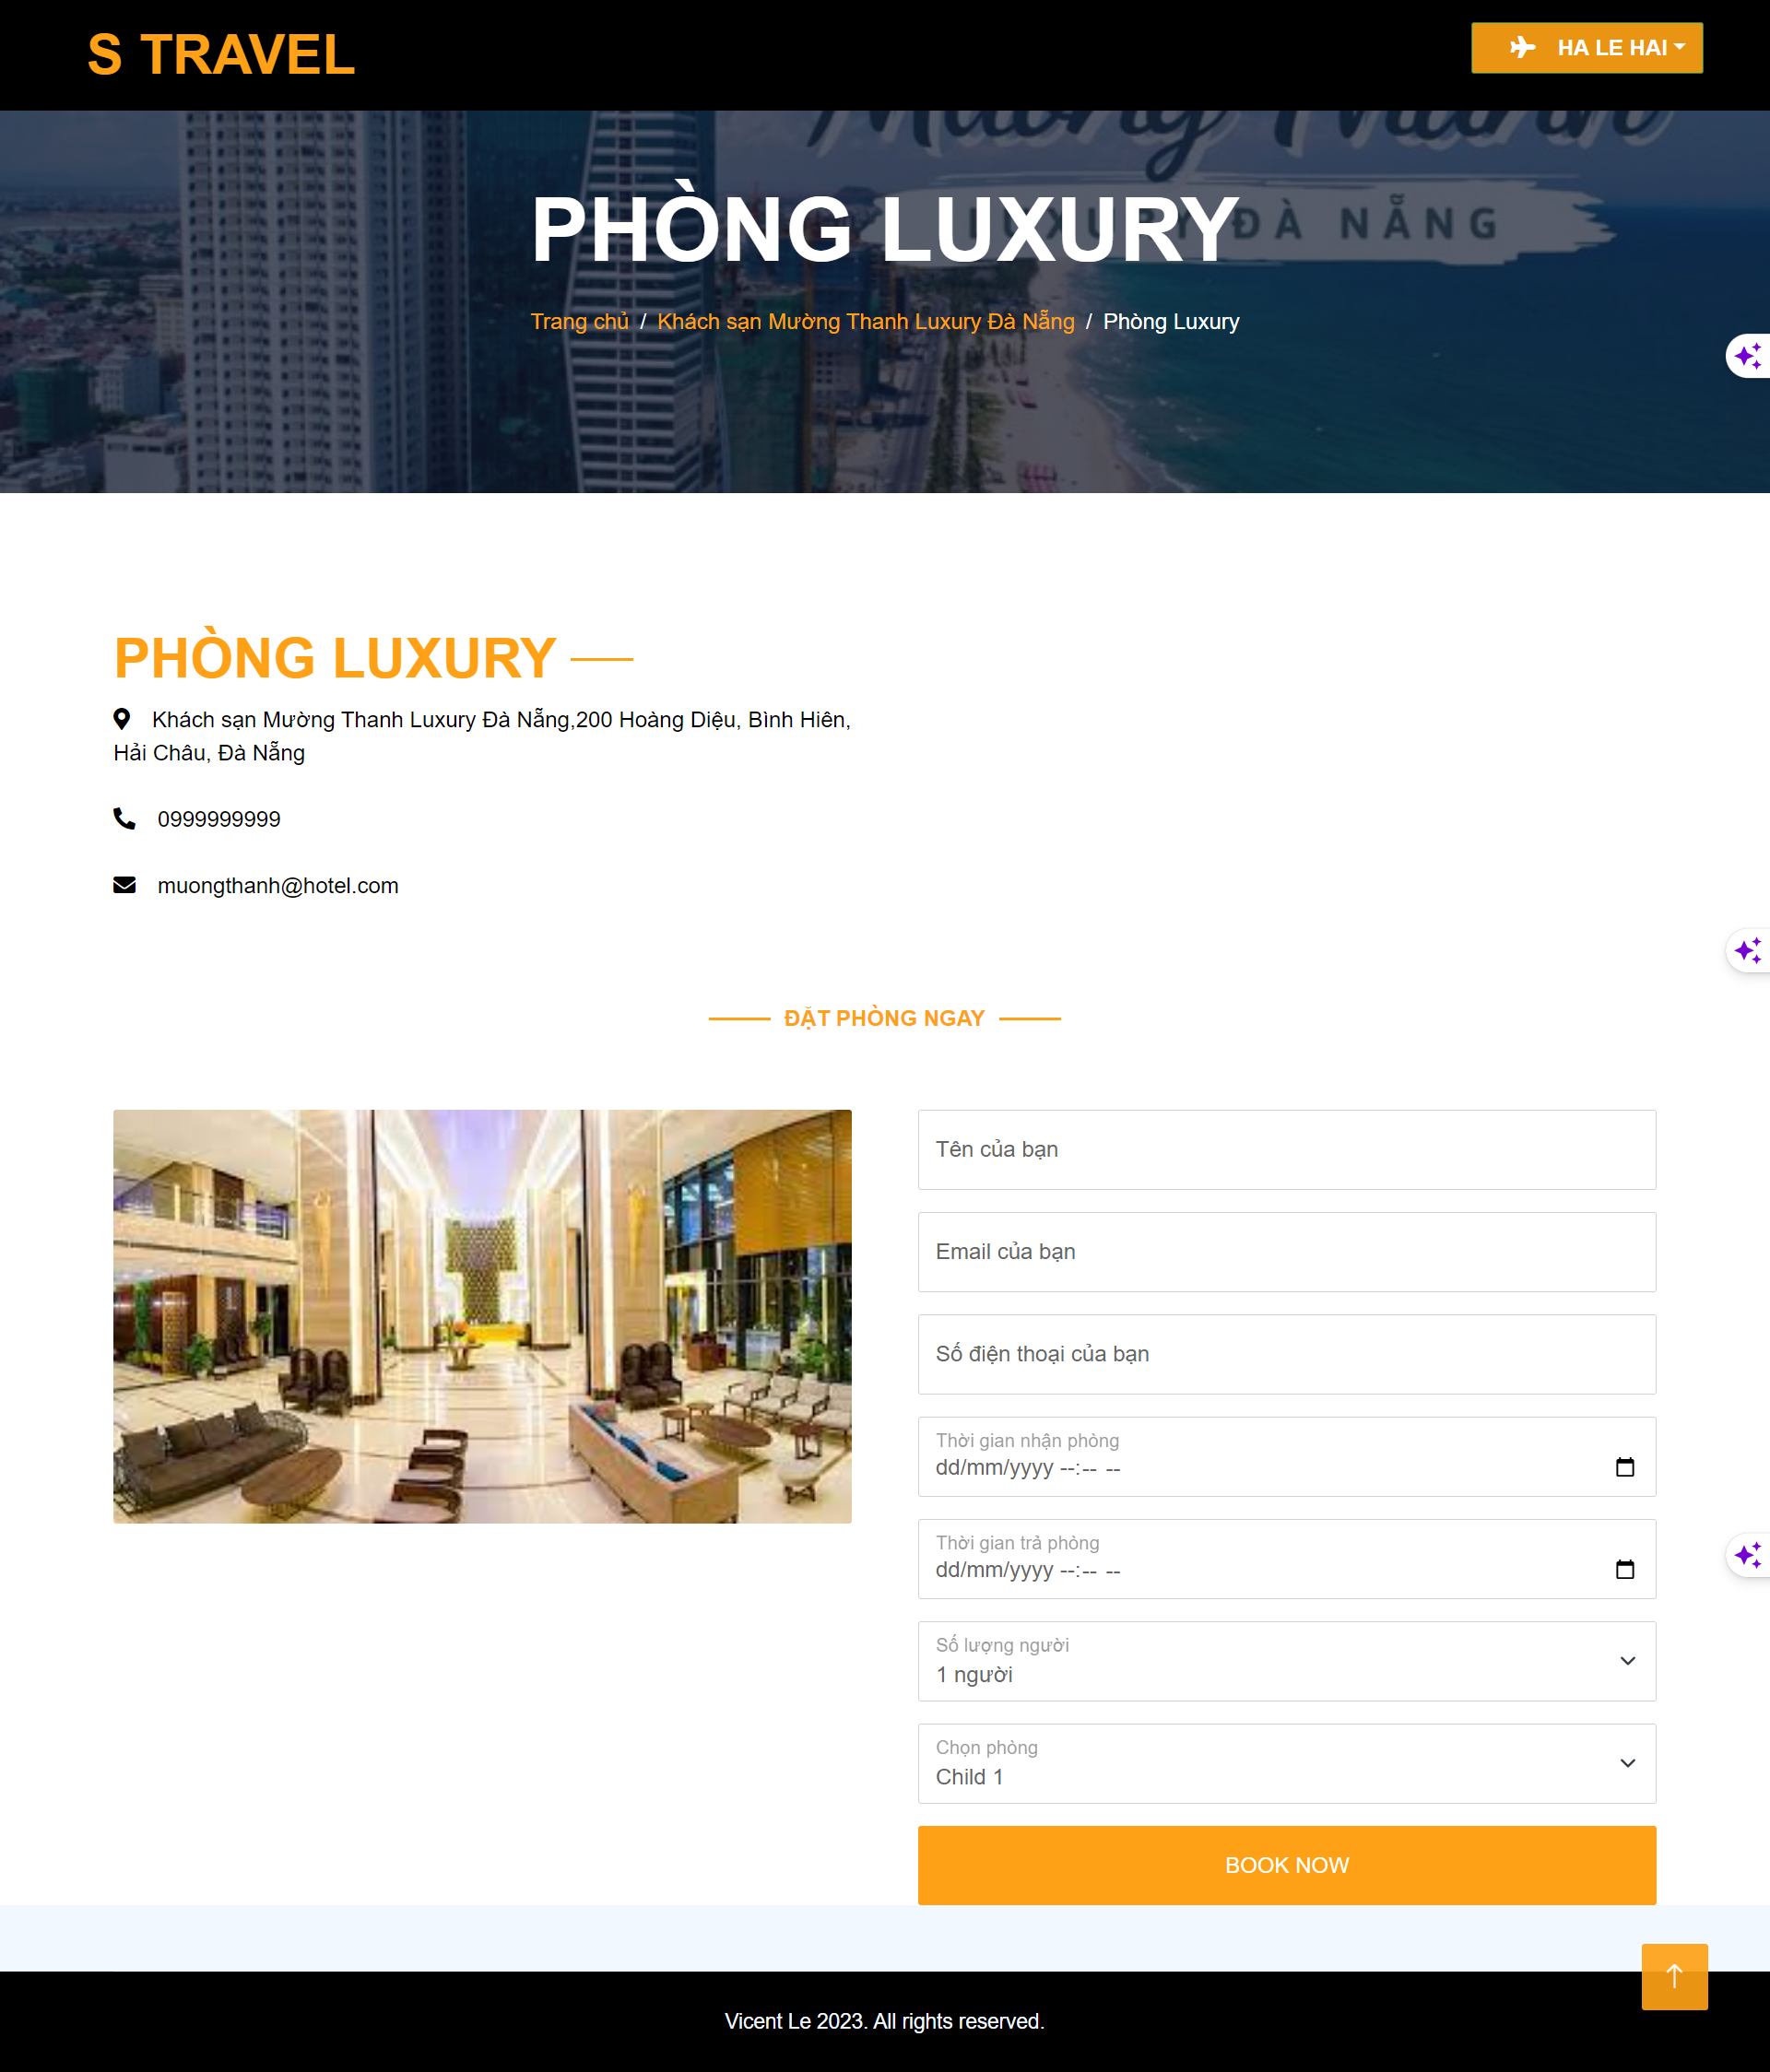 S TRAVEL
HA LE HAI
Mường Thanh
LUXURY ĐÀ NẴNG
PHÒNG LUXURY
Trang chủ / Khách sạn Mường Thanh Luxury Đà Nẵng / Phòng Luxury
PHÒNG LUXURY
Khách sạn Mường Thanh Luxury Đà Nẵng,200 Hoàng Diệu, Bình Hiên,
Hải Châu, Đà Nẵng
0999999999
muongthanh@hotel.com
ĐẶT PHÒNG NGAY
Tên của bạn
Email của bạn
Số điện thoại của bạn
Thời gian nhận phòng
dd/mm/yyyy --:-- --
Thời gian trả phòng
dd/mm/yyyy --:-- --
Số lượng người
1 người
Chọn phòng
Child 1
BOOK NOW
Vicent Le 2023. All rights reserved.